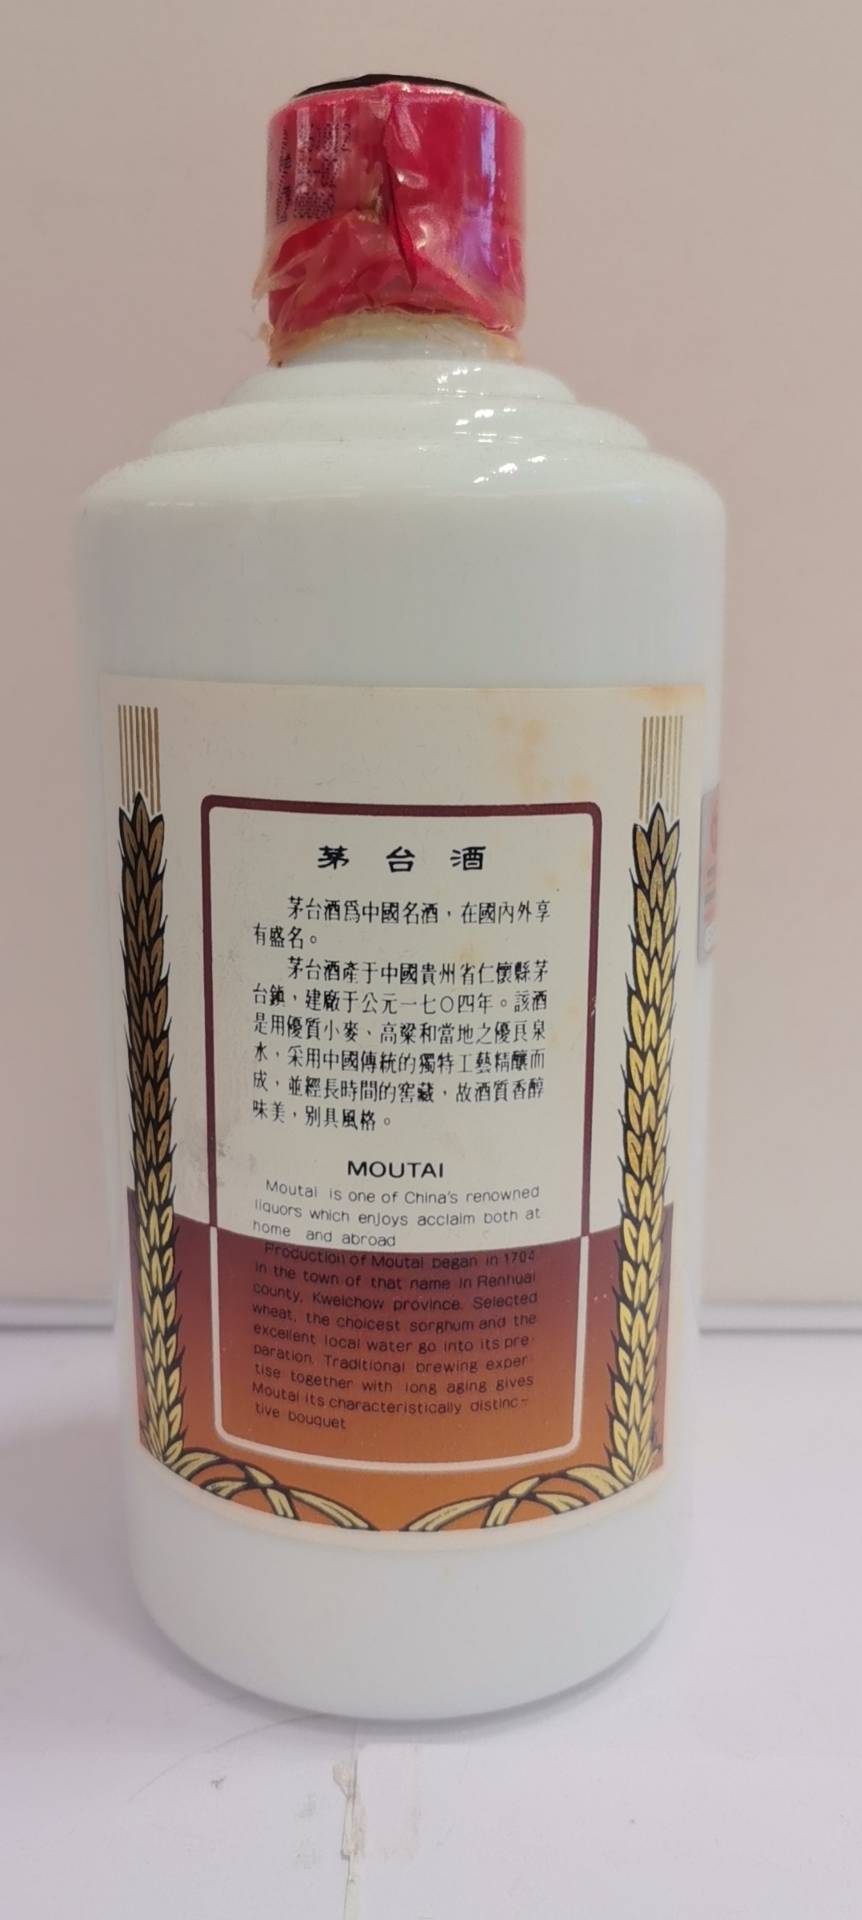 茅台酒
茅台酒爲中國名酒，在國內外享
有盛名。
茅台酒產于中國貴州省仁懷縣茅
台鎮，建廠于公元一七〇四年。該酒
是用優質小麥、高粱和當地之優良泉
水，采用中國傳統的獨特工藝精釀而
成，並經長時間的窖藏，故酒質香醇
味美，別具風格。
MOUTAI
Moutai is one of China's renowned
liquors which enjoys acclaim both at
home and abroad
Production of Moutai began in 1704
in the town of that name in Renhuai
county, Kweichow province. Selected
wheat, the choicest sorghum and the
excellent local water go into its pre-
paration. Traditional brewing exper-
tise together with long aging gives
Moutai its characteristically distinc-
tive bouquet